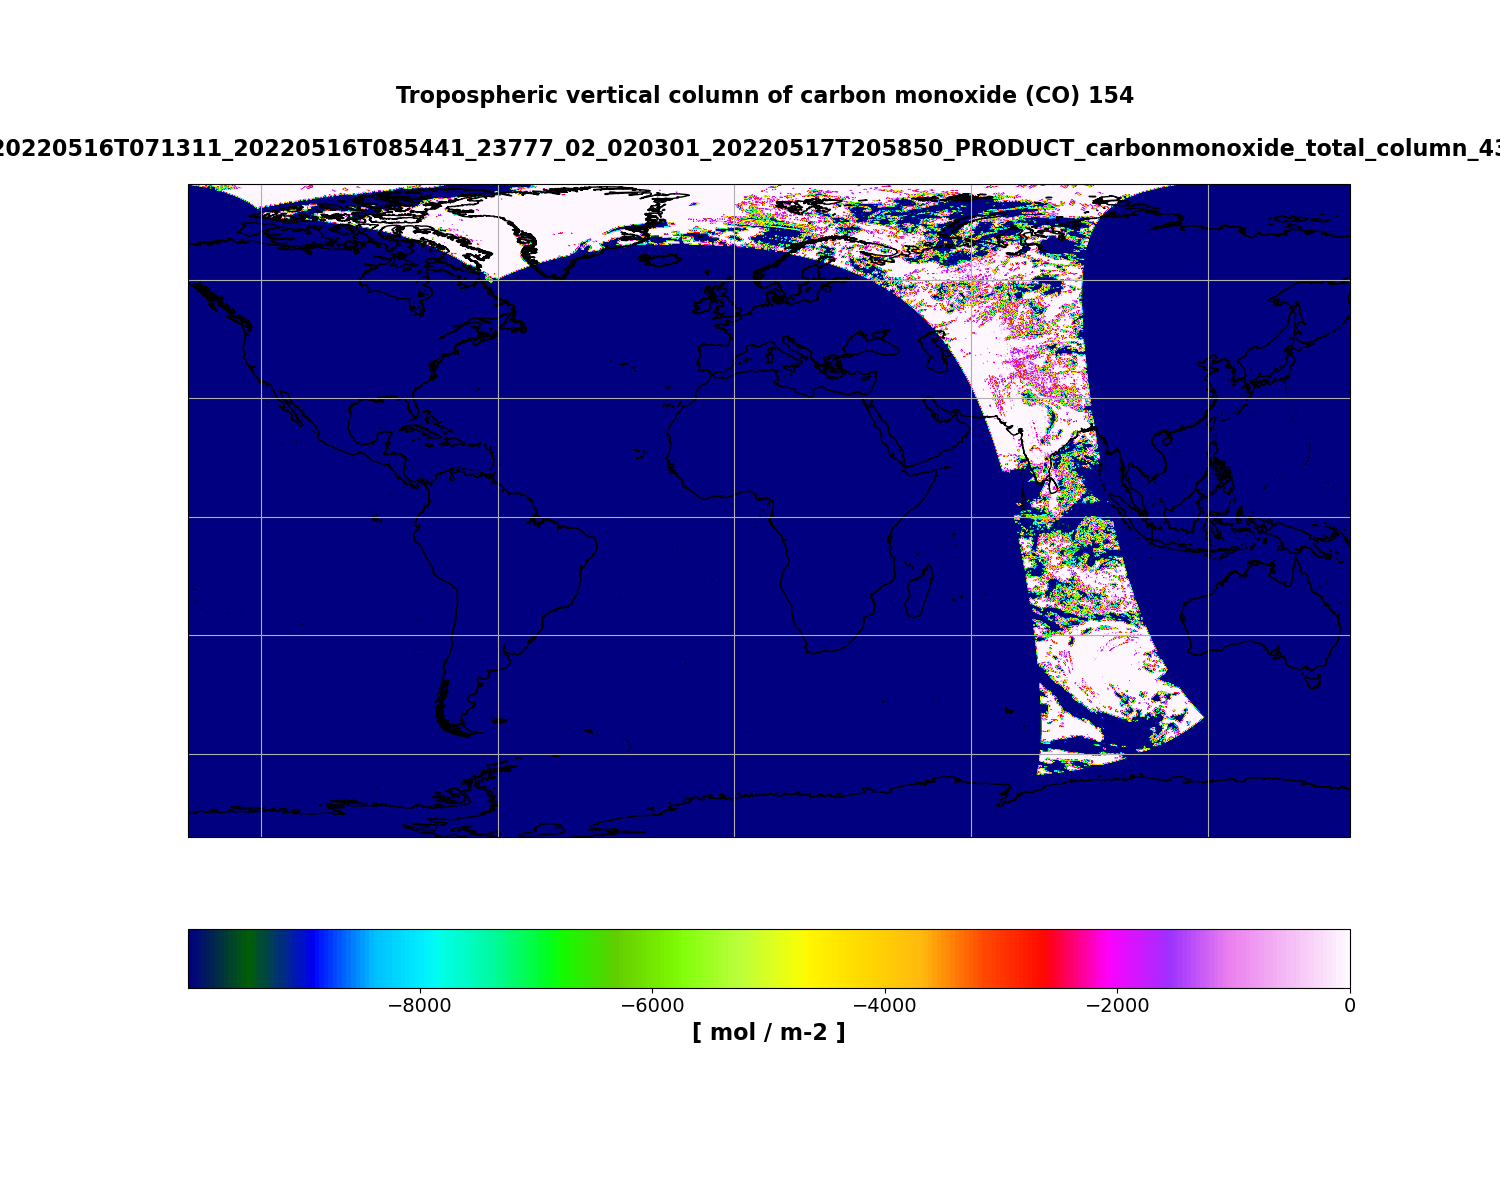 Tropospheric vertical column of carbon monoxide (CO) 154
20220516T071311_20220516T085441_23777_02_020301_20220517T205850_PRODUCT_carbonmonoxide_total_column_43
−8000 −6000 −4000 −2000 0
[ mol / m-2 ]